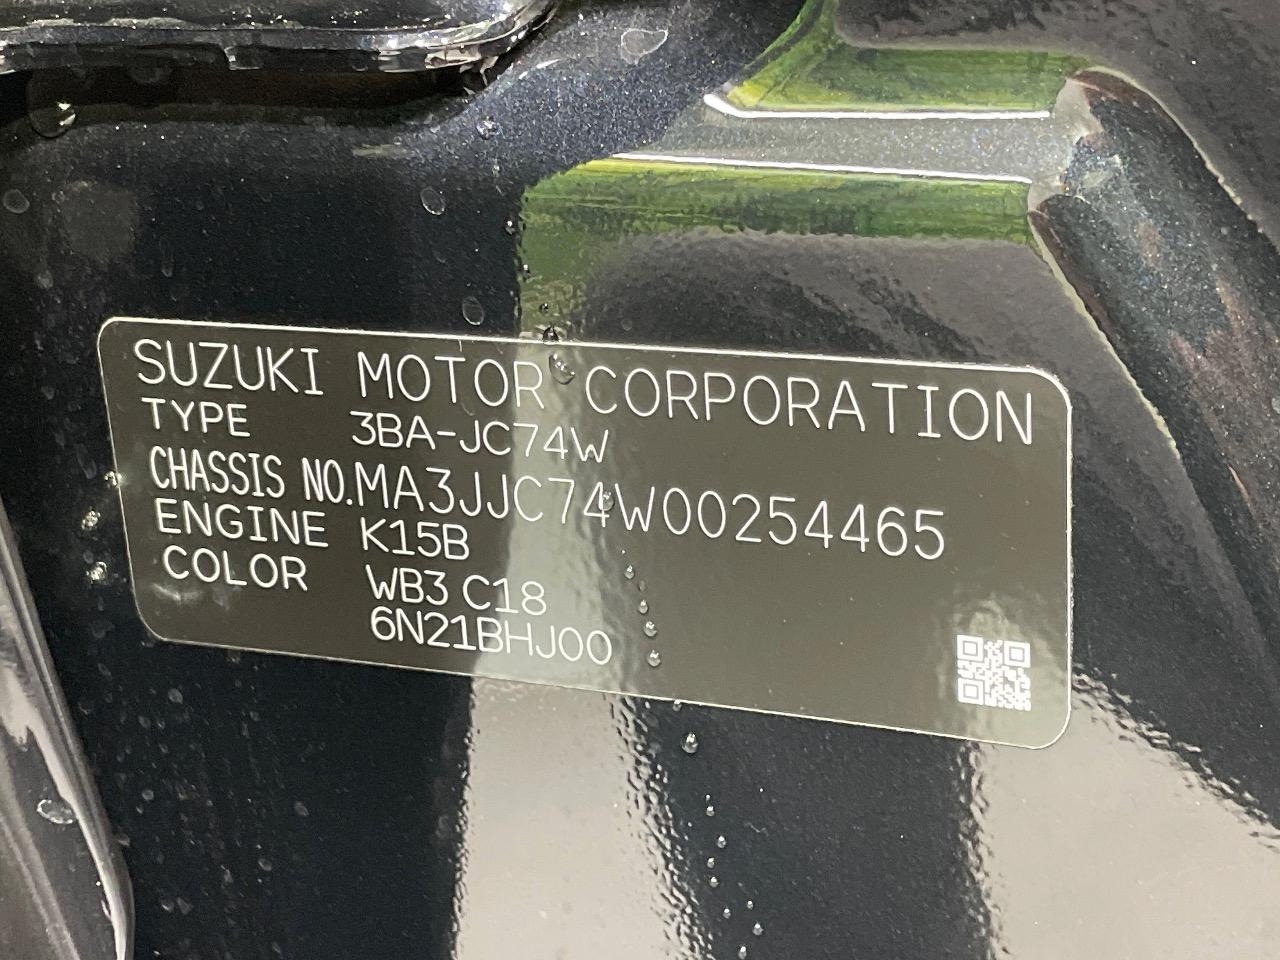 SUZUKI MOTOR CORPORATION
TYPE 3BA-JC74W
CHASSIS NO.MA3JJC74W00254465
ENGINE K15B
COLOR WB3 C18
6N21BHJ00